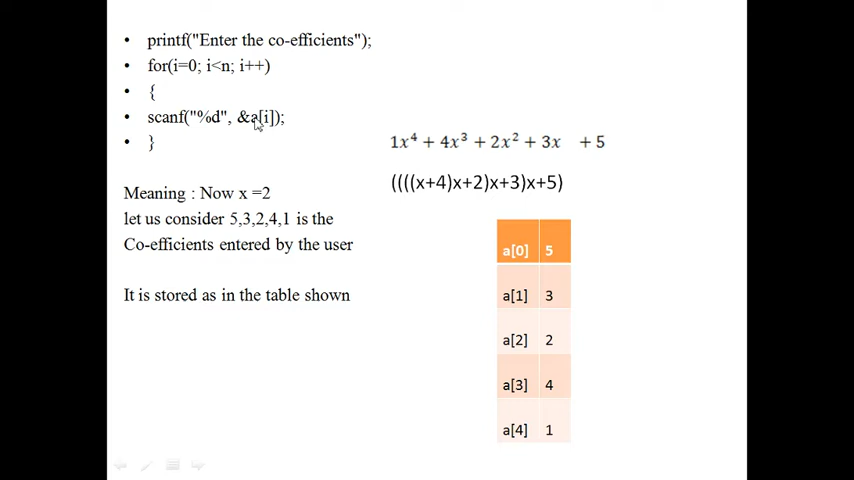 • printf("Enter the co-efficients");
• for(i=0; i<n; i++)
• {
• scanf("%d", &a[i]);
• }
1x⁴ + 4x³ + 2x² + 3x + 5
((((x+4)x+2)x+3)x+5)
Meaning : Now x =2
let us consider 5,3,2,4,1 is the
Co-efficients entered by the user
It is stored as in the table shown
a[0] 5
a[1] 3
a[2] 2
a[3] 4
a[4] 1